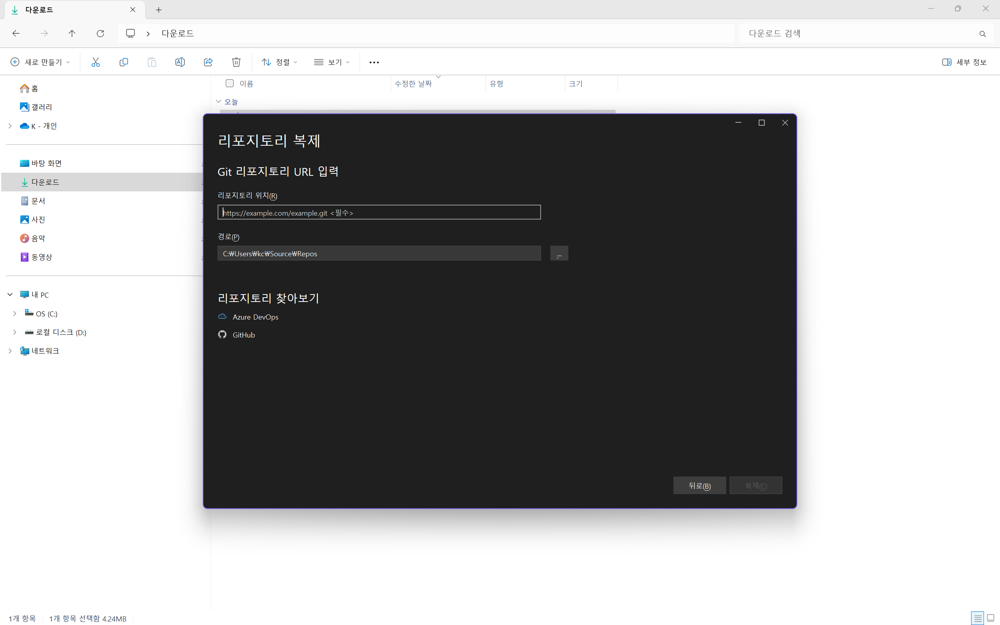 다운로드
다운로드
다운로드 검색
새로 만들기
정렬
보기
세부 정보
홈
갤러리
K - 개인
바탕 화면
다운로드
문서
사진
음악
동영상
내 PC
OS (C:)
로컬 디스크 (D:)
네트워크
이름
수정한 날짜
유형
크기
오늘
리포지토리 복제
Git 리포지토리 URL 입력
리포지토리 위치(R)
https://example.com/example.git <필수>
경로(P)
C:₩Users₩kc₩Source₩Repos
...
리포지토리 찾아보기
Azure DevOps
GitHub
뒤로(B)
복제(C)
1개 항목
1개 항목 선택함 4.24MB